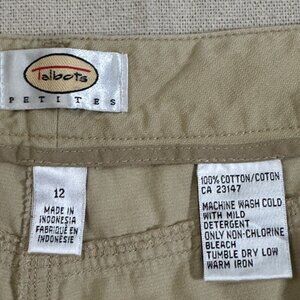 Talbots
PETITES
12
MADE IN
INDONESIA
FABRIQUÉ EN
INDONÉSIE
100% COTTON/COTON
CA 23147
MACHINE WASH COLD
WITH MILD
DETERGENT
ONLY NON-CHLORINE
BLEACH
TUMBLE DRY LOW
WARM IRON